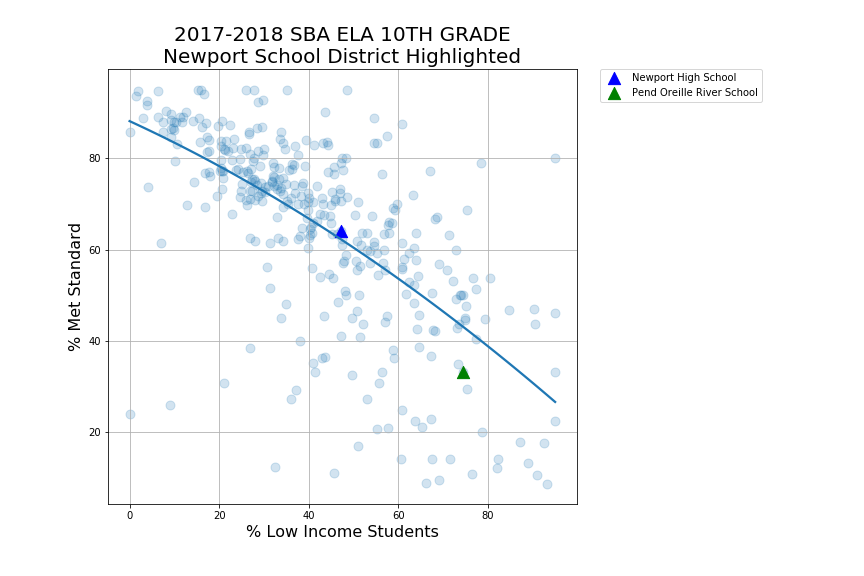 2017-2018 SBA ELA 10TH GRADE
Newport School District Highlighted
Newport High School
Pend Oreille River School
% Met Standard
80
60
40
20
0 20 40 60 80
% Low Income Students